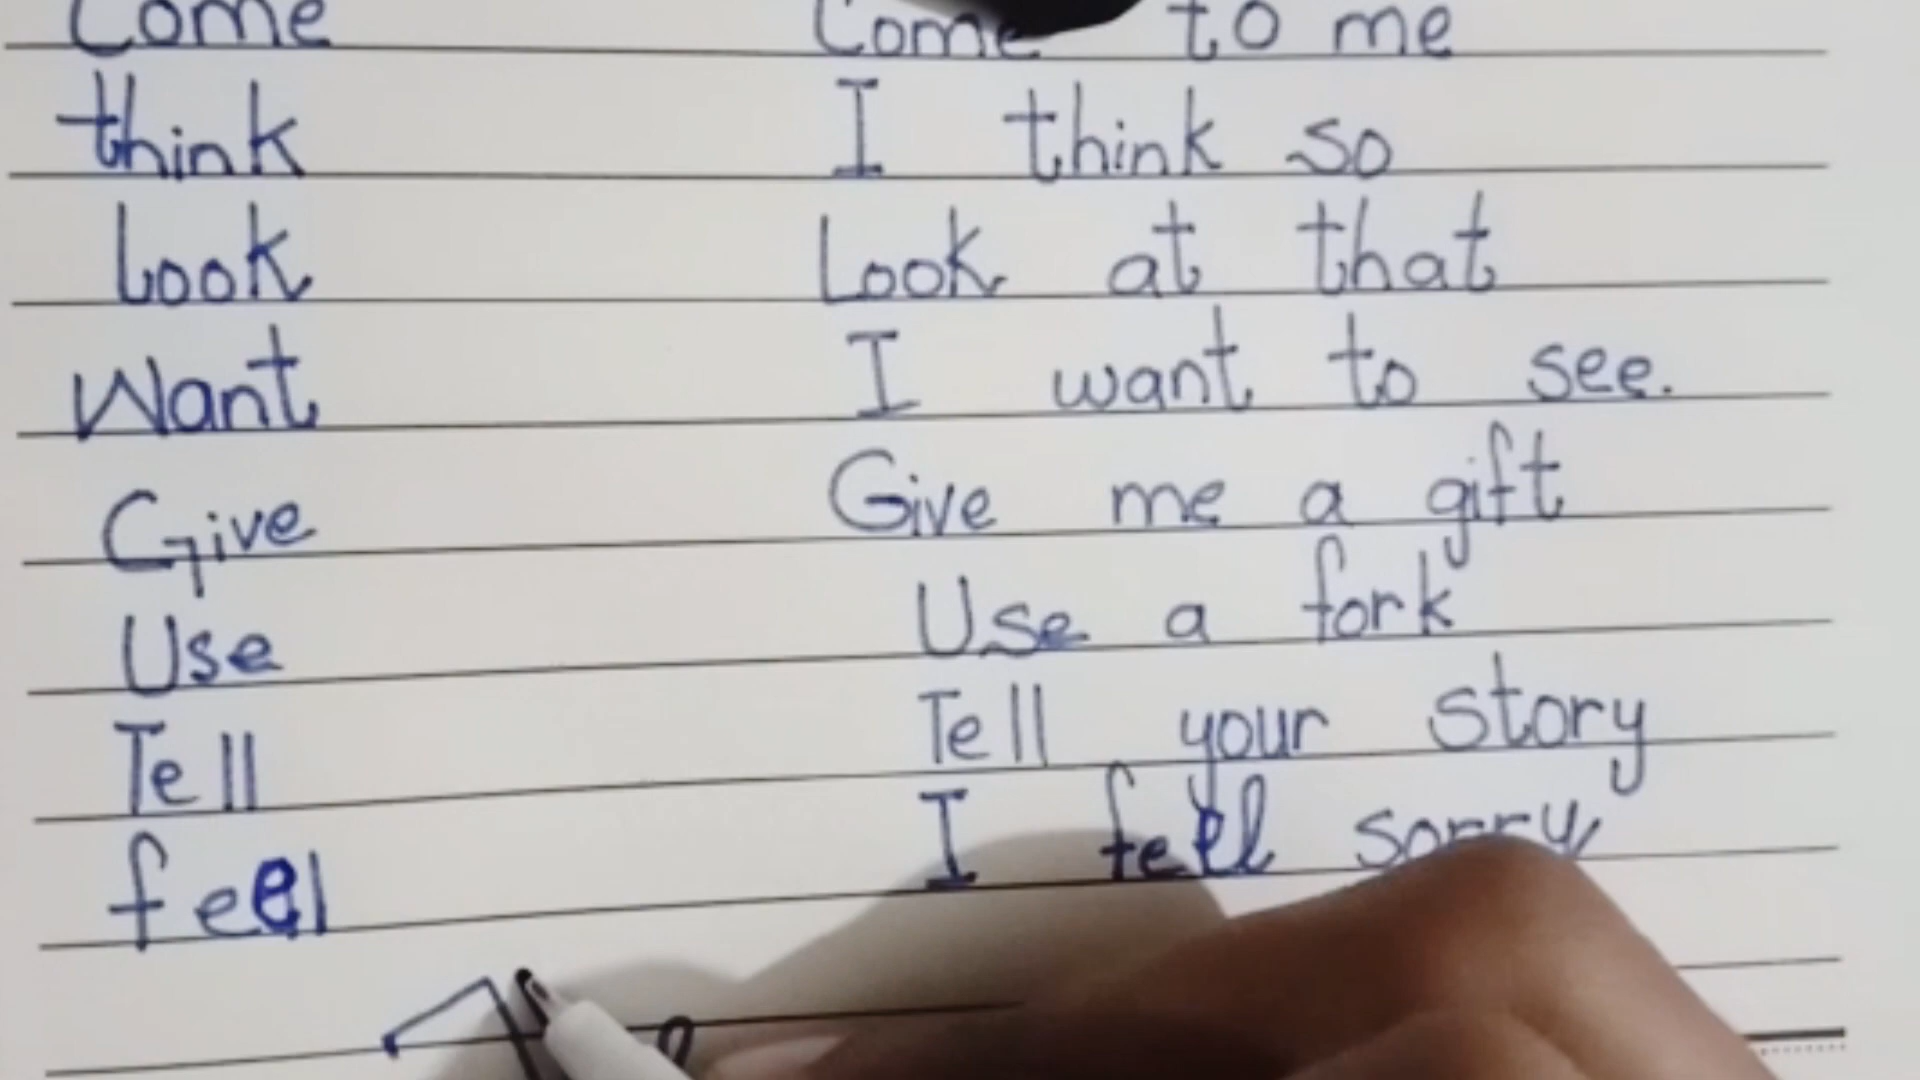 Come Come to me
think I think so
Look Look at that
Want I want to see.
Give Give me a gift
Use Use a fork
Tell Tell your story
feel I feel sorry